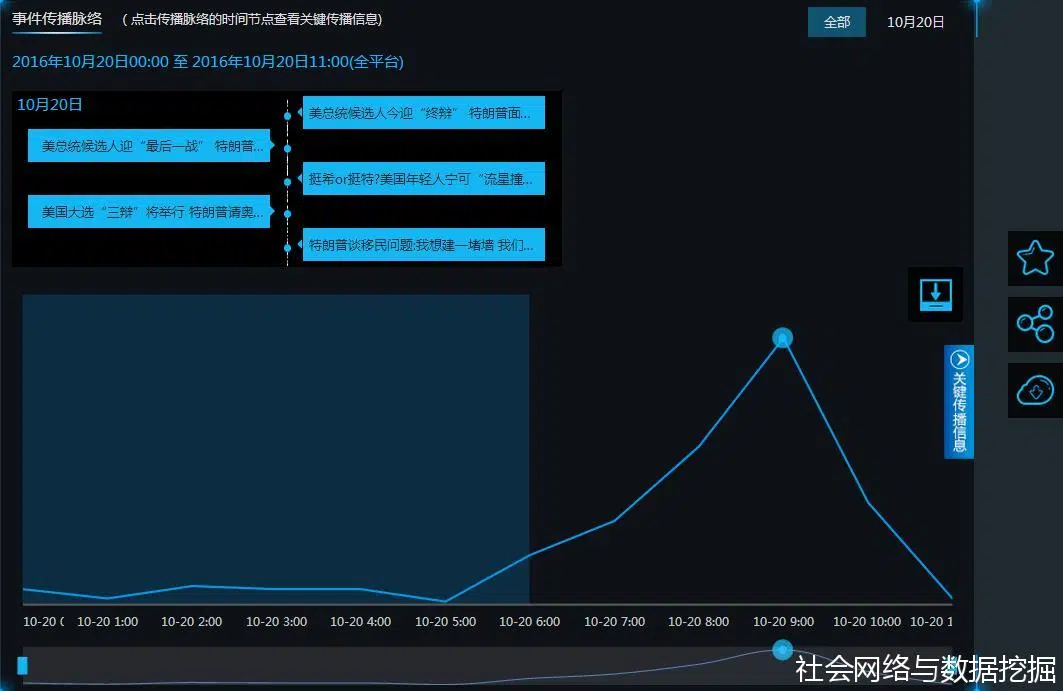 事件传播脉络 （点击传播脉络的时间节点查看关键传播信息）
全部 10月20日
2016年10月20日00:00 至 2016年10月20日11:00(全平台)
10月20日
美总统候选人今迎“终辩” 特朗普面...
美总统候选人迎“最后一战” 特朗普...
挺希or挺特?美国年轻人宁可“流星撞...
美国大选“三辩”将举行 特朗普请奥...
特朗普谈移民问题:我想建一堵墙 我们...
关键传播信息
10-20 10-20 1:00 10-20 2:00 10-20 3:00 10-20 4:00 10-20 5:00 10-20 6:00 10-20 7:00 10-20 8:00 10-20 9:00 10-20 10:00 10-20 1
社会网络与数据挖掘